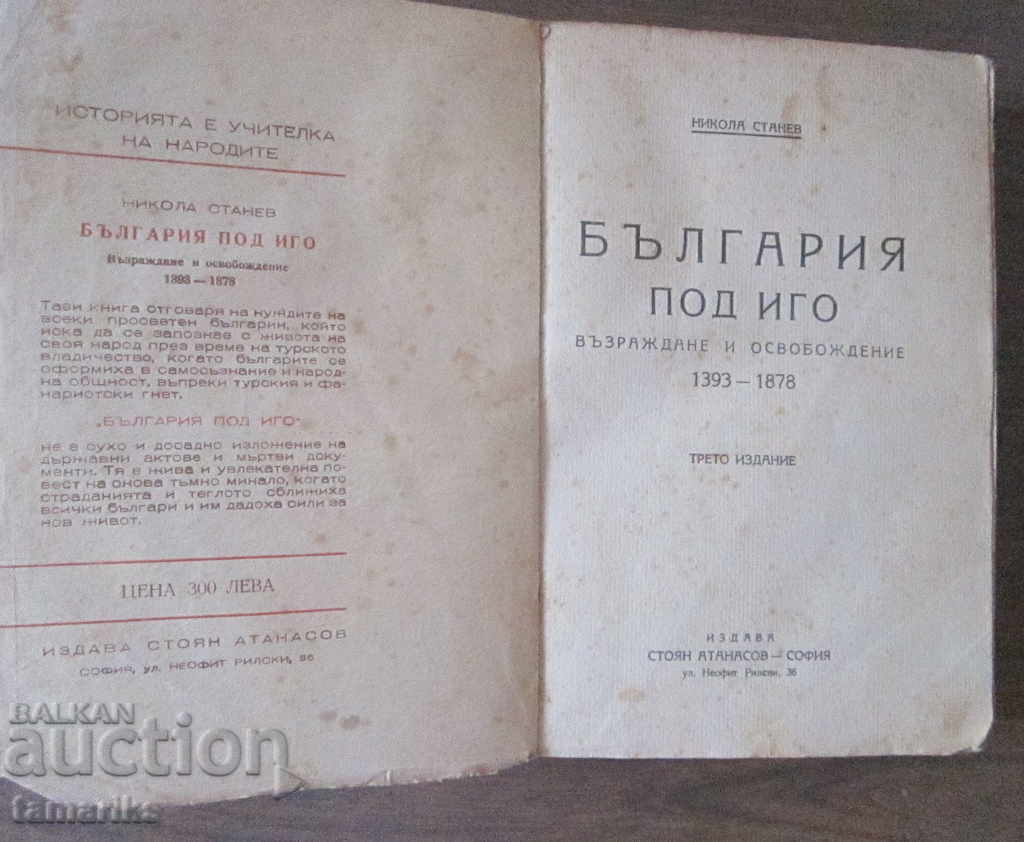 ИСТОРИЯТА Е УЧИТЕЛКА
НА НАРОДИТЕ
НИКОЛА СТАНЕВ
БЪЛГАРИЯ ПОД ИГО
Възраждане и освобождение
1393 — 1878
Тази книга отговаря на нуждите на
всеки просветен българин, който
иска да се запознае с живота на
своя народ през време на турското
владичество, когато българите се
оформиха в самосъзнание и народ-
на общност, въпреки турския и фа-
нариотски гнет.
„БЪЛГАРИЯ ПОД ИГО“
не е сухо и досадно изложение на
държавни актове и мъртви доку-
менти. Тя е жива и увлекателна по-
вест на онова тъмно минало, когато
страданията и теглото сближиха
всички българи и им дадоха сили за
нов живот.
ЦЕНА 300 ЛЕВА
ИЗДАВА СТОЯН АТАНАСОВ
СОФИЯ, ул. НЕОФИТ РИЛСКИ, 36
НИКОЛА СТАНЕВ
БЪЛГАРИЯ
ПОД ИГО
ВЪЗРАЖДАНЕ И ОСВОБОЖДЕНИЕ
1393 — 1878
ТРЕТО ИЗДАНИЕ
ИЗДАВА
СТОЯН АТАНАСОВ — СОФИЯ
ул. Неофит Рилски, 36
BALKAN
auction
tamariks